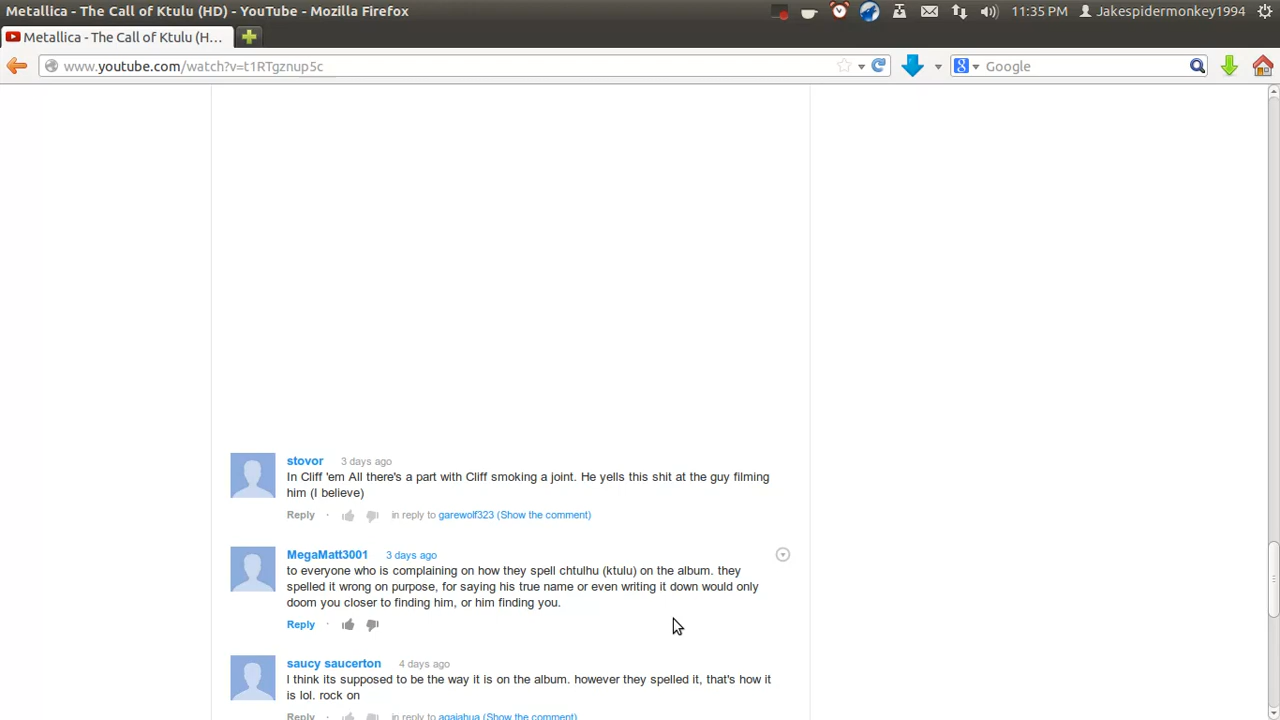 Metallica - The Call of Ktulu (HD) - YouTube - Mozilla Firefox
11:35 PM
Jakespidermonkey1994
Metallica - The Call of Ktulu (H...
www.youtube.com/watch?v=t1RTgznup5c
Google
stovor 3 days ago
In Cliff 'em All there's a part with Cliff smoking a joint. He yells this shit at the guy filming
him (I believe)
Reply · in reply to garewolf323 (Show the comment)
MegaMatt3001 3 days ago
to everyone who is complaining on how they spell chtulhu (ktulu) on the album. they
spelled it wrong on purpose, for saying his true name or even writing it down would only
doom you closer to finding him, or him finding you.
Reply ·
saucy saucerton 4 days ago
I think its supposed to be the way it is on the album. however they spelled it, that's how it
is lol. rock on
Reply · in reply to agajahua (Show the comment)